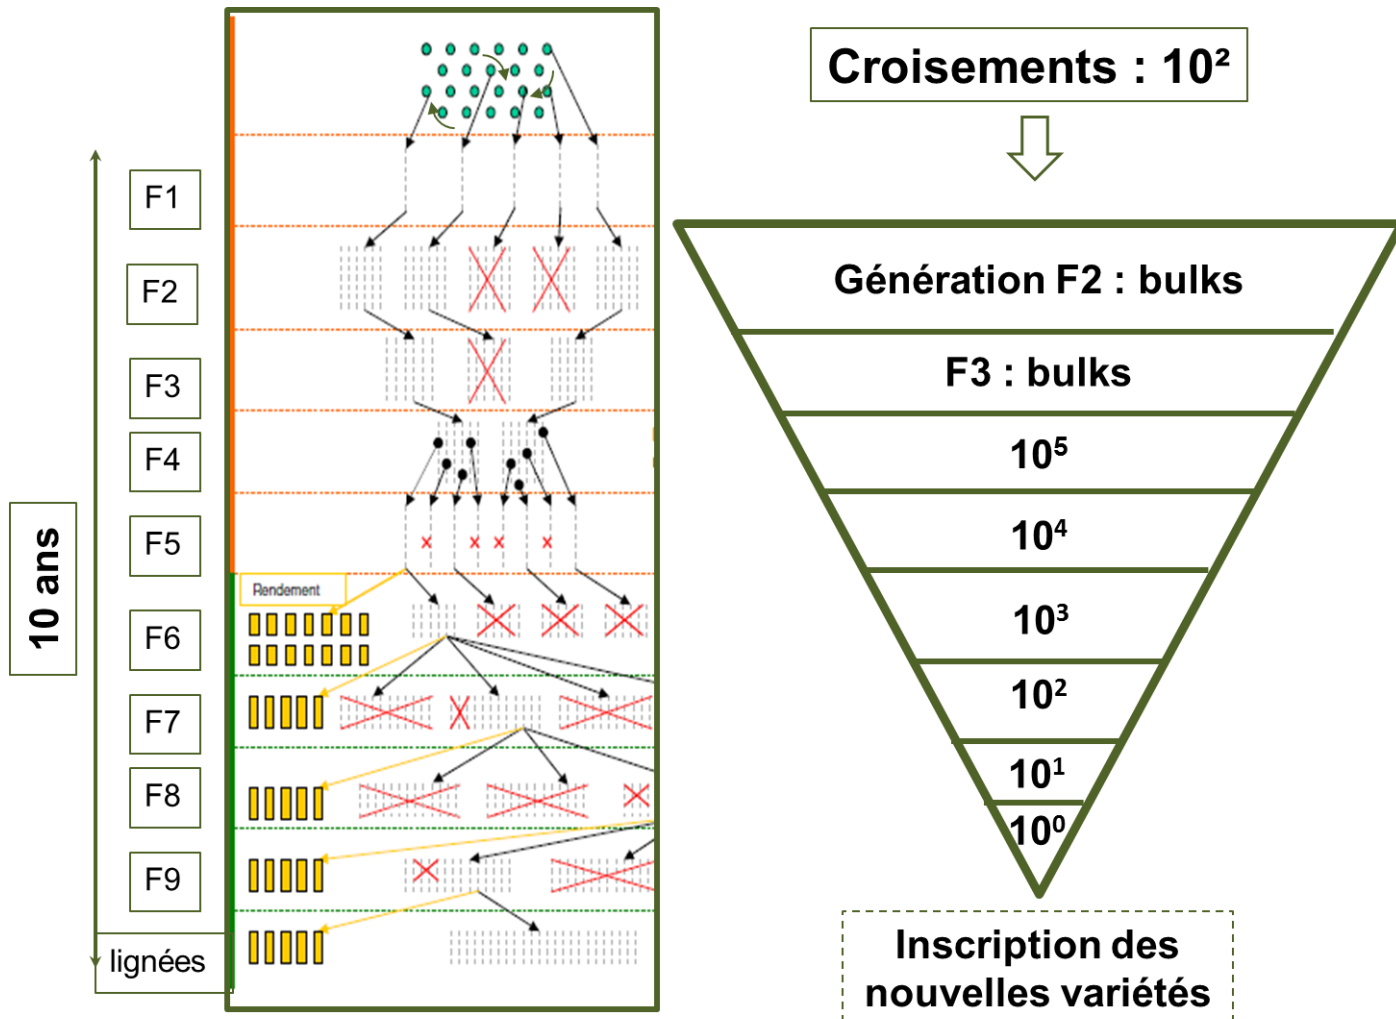 10 ans
F1
F2
F3
F4
F5
F6
F7
F8
F9
lignées
Rendement
Croisements : 10²
Génération F2 : bulks
F3 : bulks
10⁵
10⁴
10³
10²
10¹
10⁰
Inscription des
nouvelles variétés